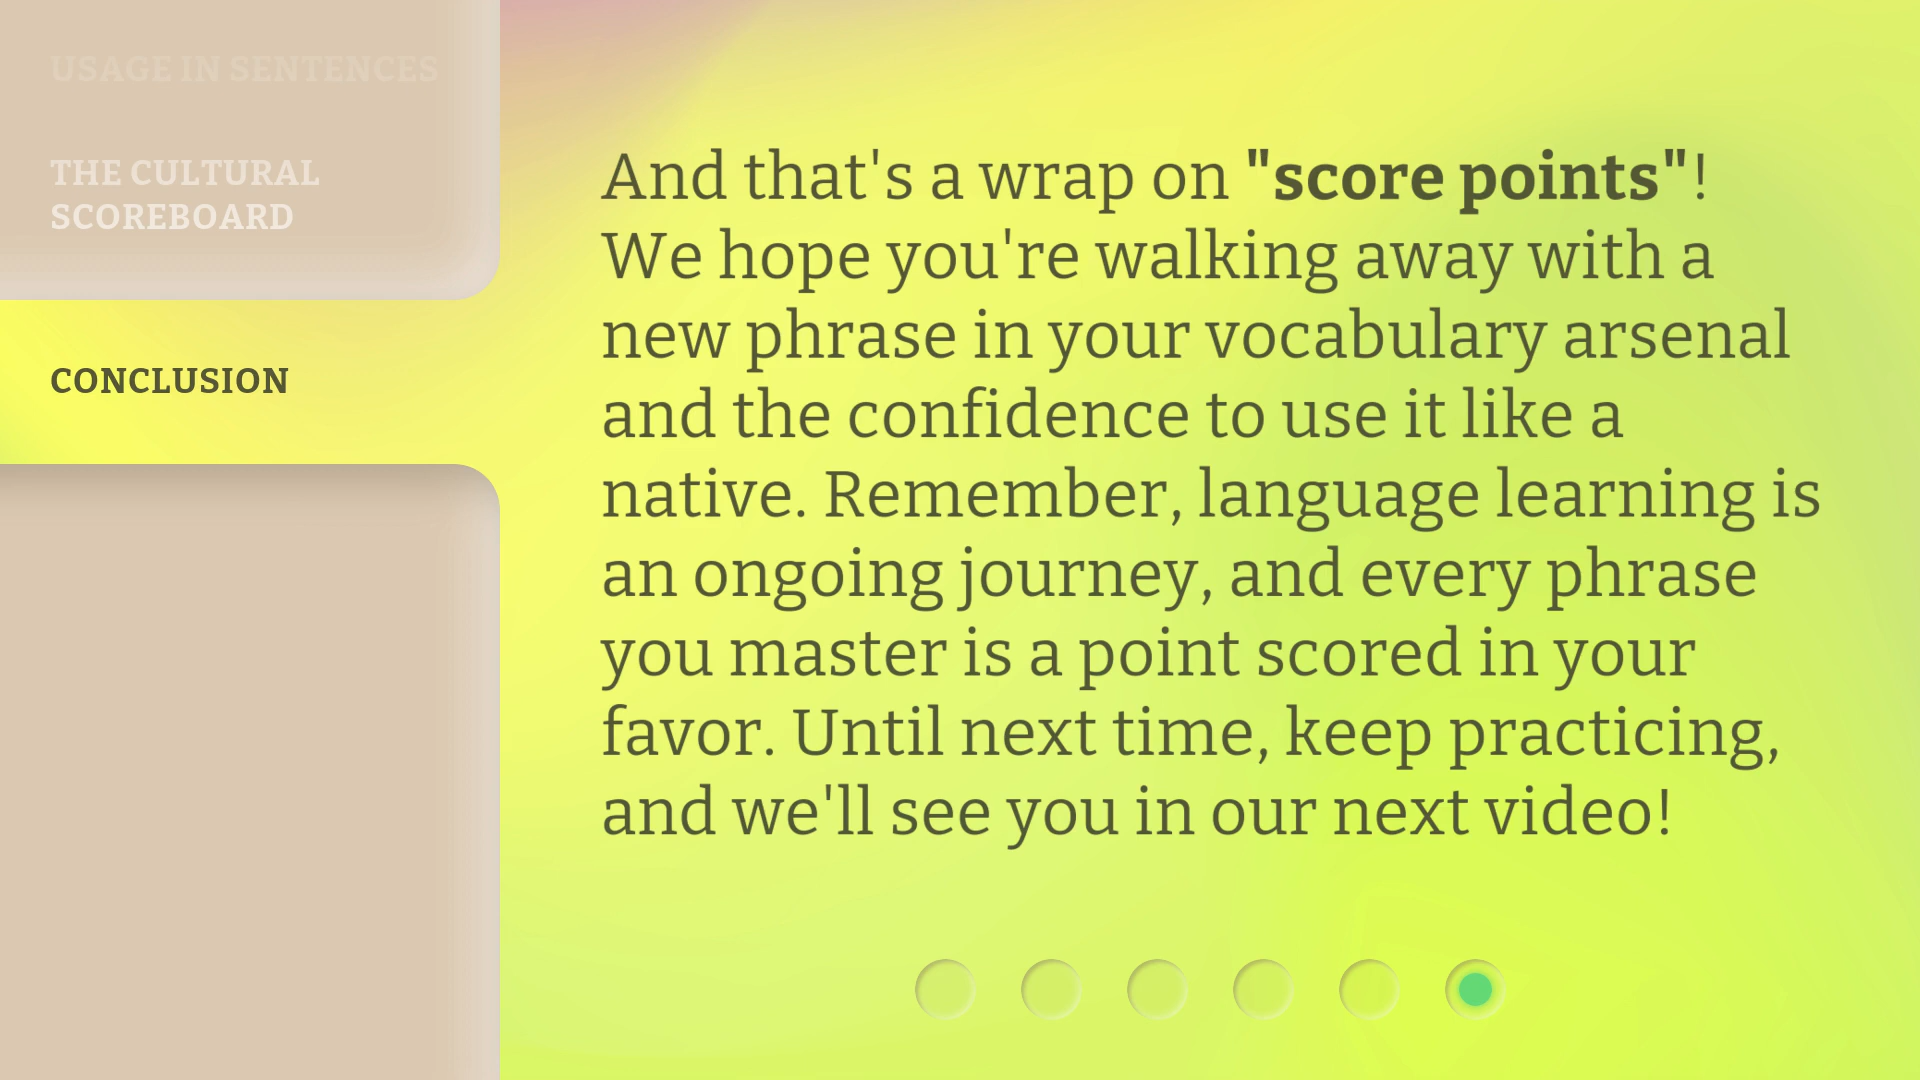 USAGE IN SENTENCES
THE CULTURAL
SCOREBOARD
CONCLUSION
And that's a wrap on "score points"!
We hope you're walking away with a
new phrase in your vocabulary arsenal
and the confidence to use it like a
native. Remember, language learning is
an ongoing journey, and every phrase
you master is a point scored in your
favor. Until next time, keep practicing,
and we'll see you in our next video!